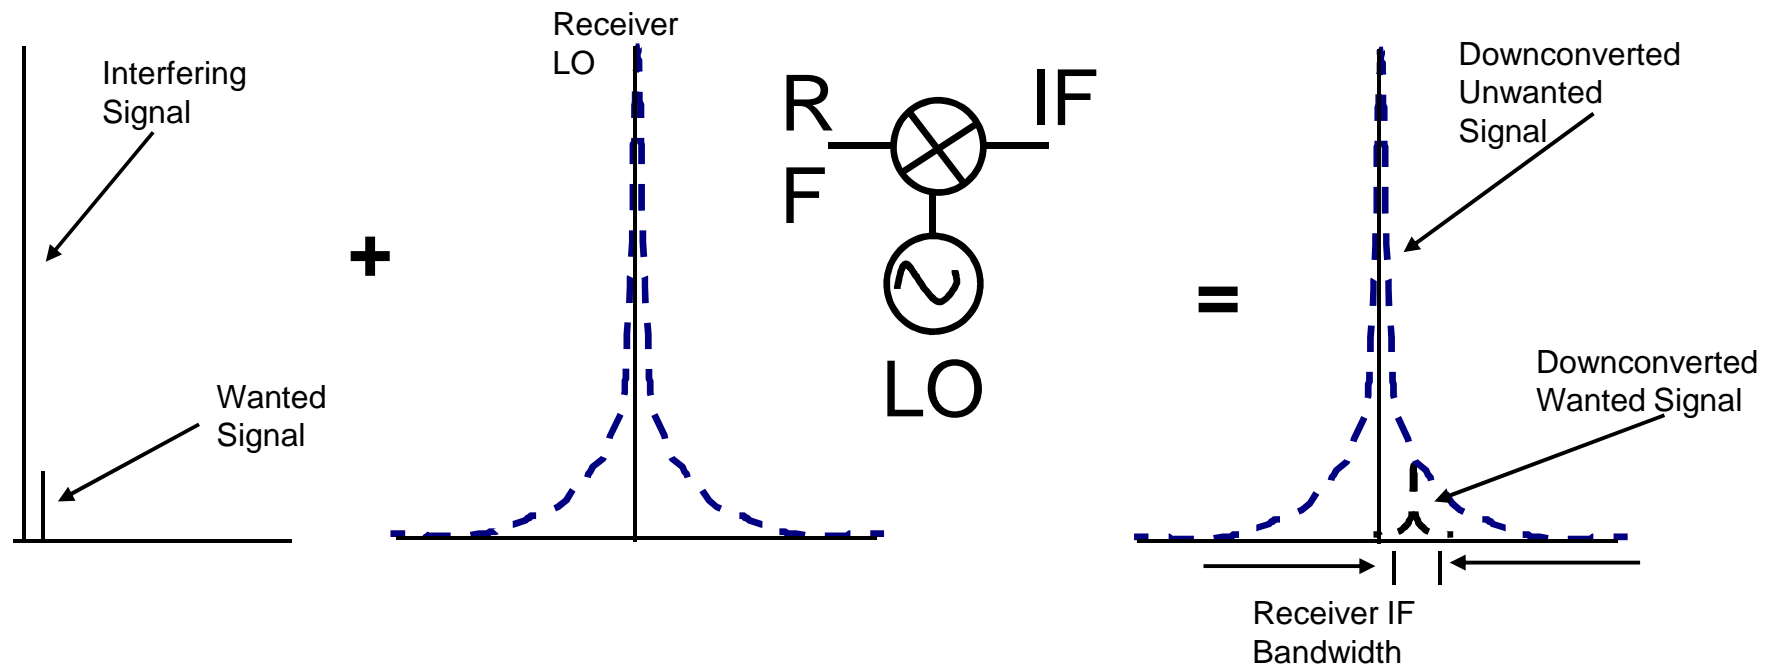 Interfering
Signal
Wanted
Signal
+
Receiver
LO
R
F
IF
LO
=
Downconverted
Unwanted
Signal
Downconverted
Wanted Signal
Receiver IF
Bandwidth